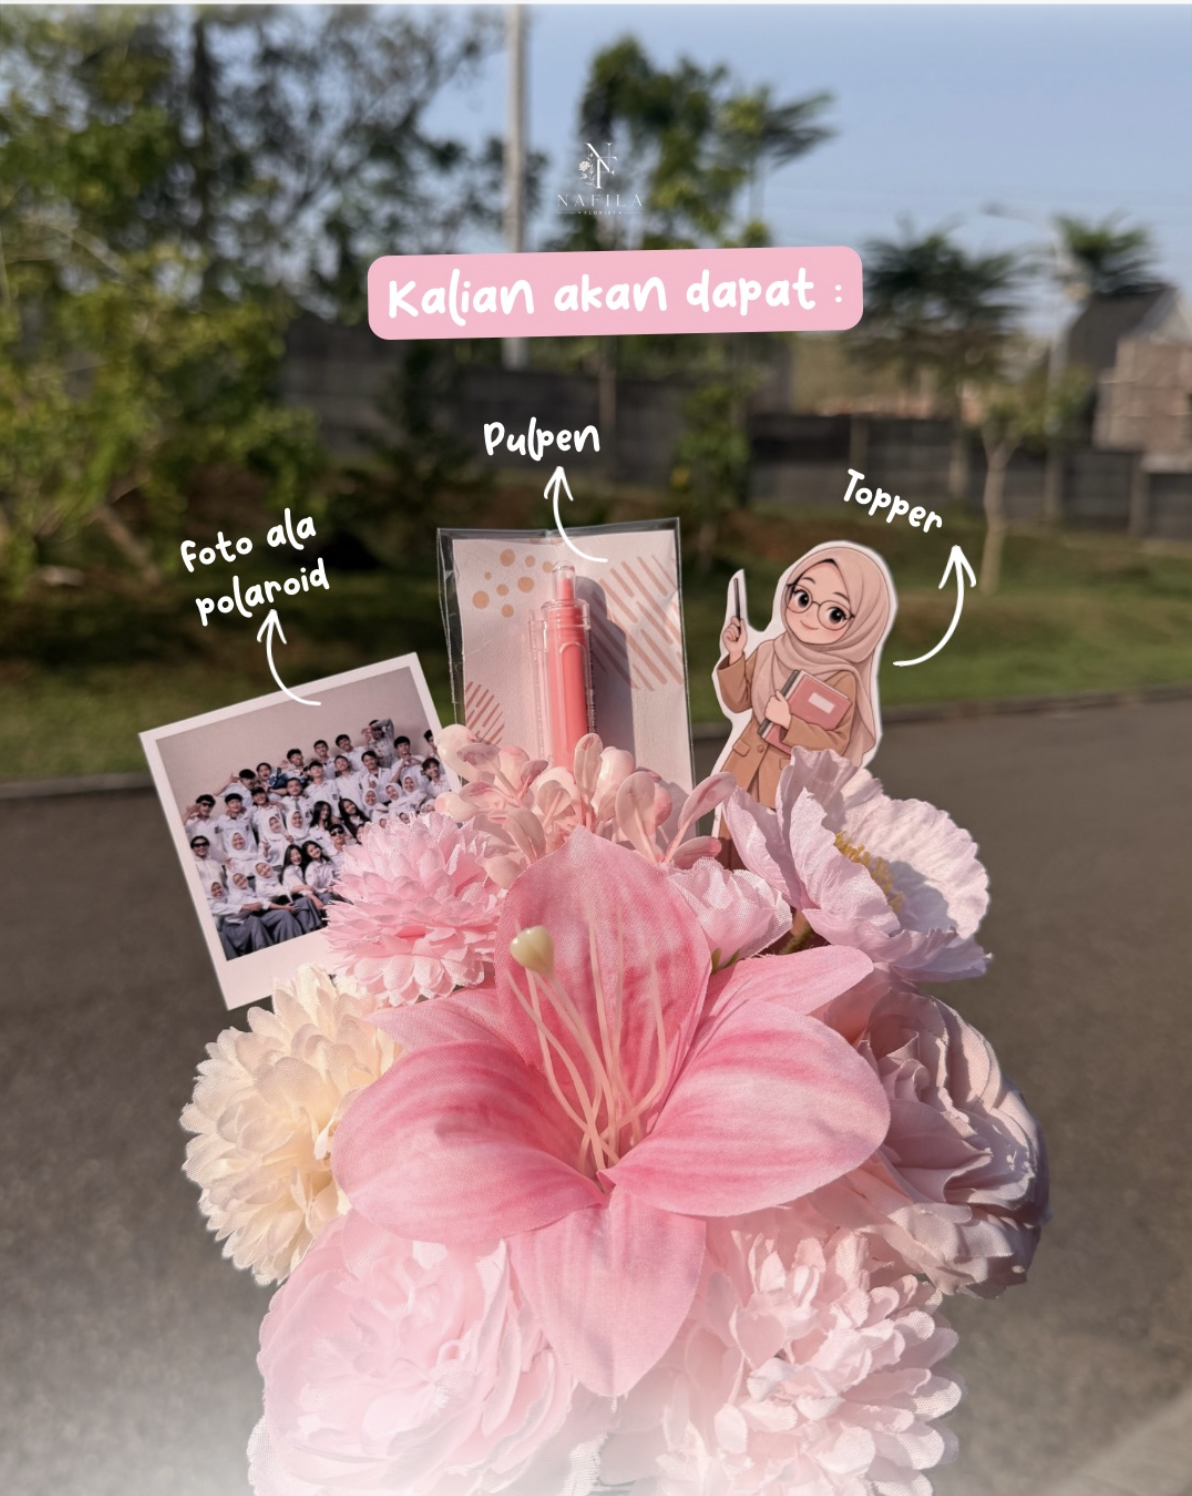 NAFILA
Kalian akan dapat :
Pulpen
Topper
Foto ala
polaroid